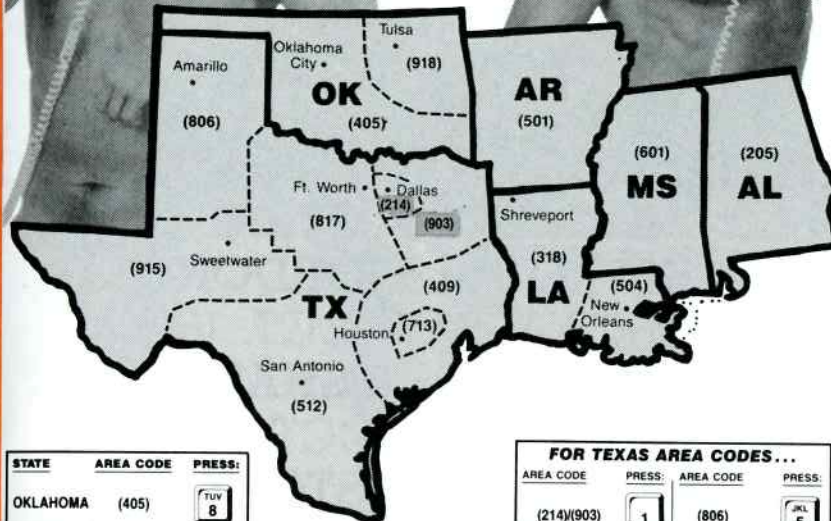 Tulsa
Oklahoma
City
(918)
Amarillo
OK
AR
(806)
(405)
(501)
(601)
(205)
MS
AL
Ft. Worth
Dallas
(214)
(903)
(817)
Shreveport
(915)
Sweetwater
(318)
(409)
LA
(504)
New
Orleans
TX
Houston
(713)
San Antonio
(512)
STATE AREA CODE PRESS:
OKLAHOMA (405) TUV 8
FOR TEXAS AREA CODES...
AREA CODE PRESS: AREA CODE PRESS:
(214)/(903) 1 (806) JKL